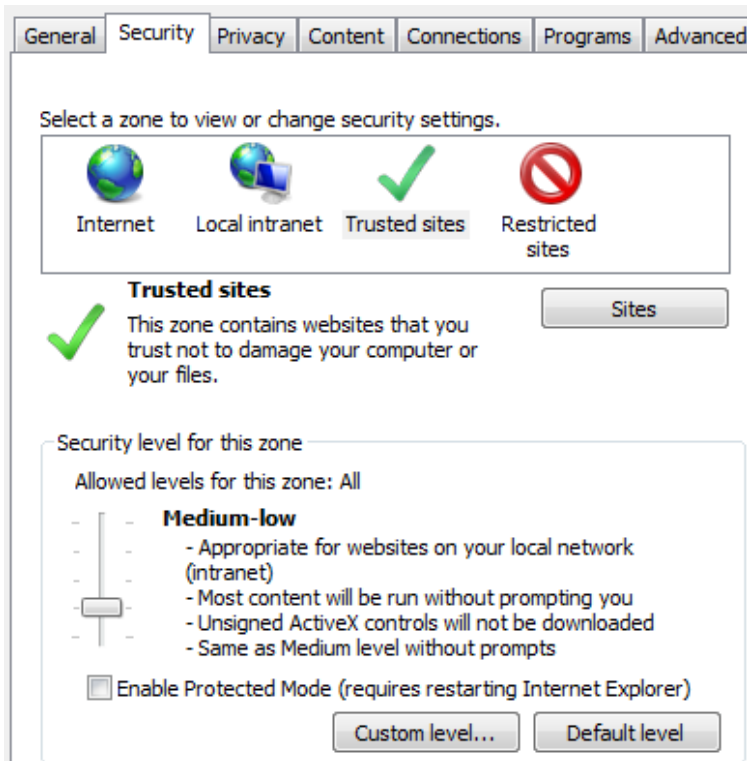 General Security Privacy Content Connections Programs Advanced
Select a zone to view or change security settings.
Internet Local intranet Trusted sites Restricted
sites
Trusted sites
Sites
This zone contains websites that you
trust not to damage your computer or
your files.
Security level for this zone
Allowed levels for this zone: All
Medium-low
- Appropriate for websites on your local network
(intranet)
- Most content will be run without prompting you
- Unsigned ActiveX controls will not be downloaded
- Same as Medium level without prompts
Enable Protected Mode (requires restarting Internet Explorer)
Custom level... Default level